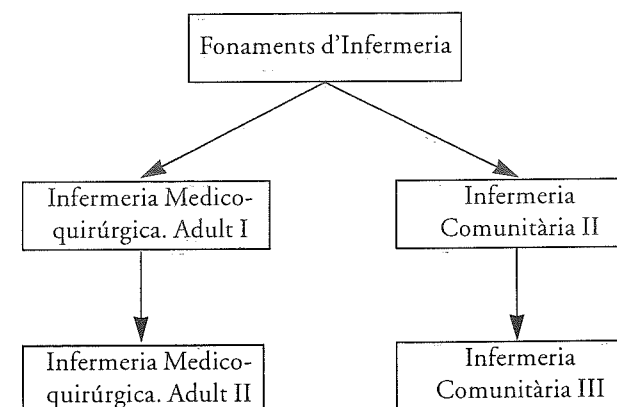 Fonaments d'Infermeria
Infermeria Medico-
quirúrgica. Adult I
Infermeria
Comunitària II
Infermeria Medico-
quirúrgica. Adult II
Infermeria
Comunitària III